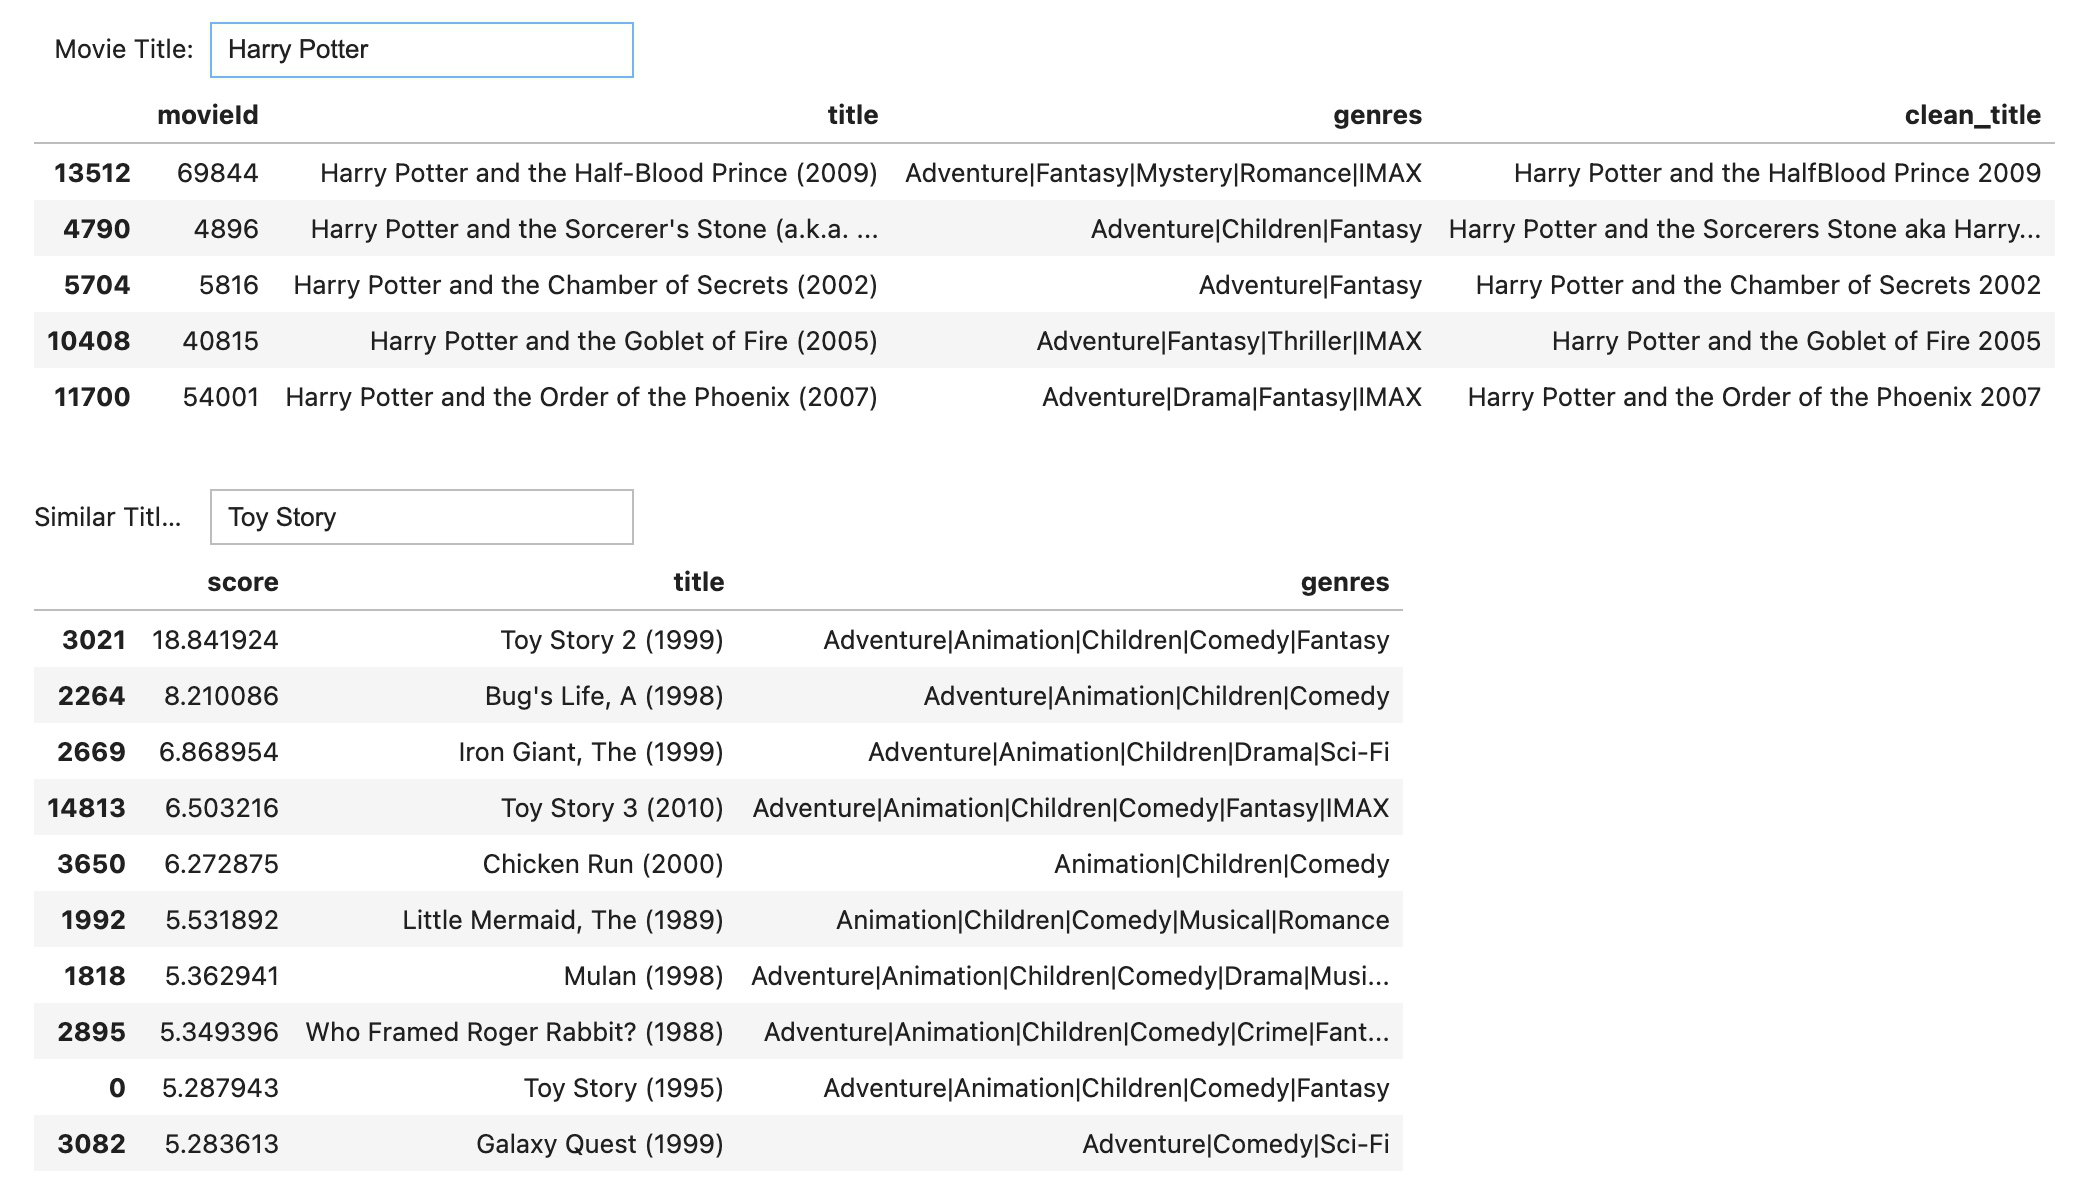 Movie Title: Harry Potter
movieId title genres clean_title
13512 69844 Harry Potter and the Half-Blood Prince (2009) Adventure|Fantasy|Mystery|Romance|IMAX Harry Potter and the HalfBlood Prince 2009
4790 4896 Harry Potter and the Sorcerer's Stone (a.k.a. ... Adventure|Children|Fantasy Harry Potter and the Sorcerers Stone aka Harry...
5704 5816 Harry Potter and the Chamber of Secrets (2002) Adventure|Fantasy Harry Potter and the Chamber of Secrets 2002
10408 40815 Harry Potter and the Goblet of Fire (2005) Adventure|Fantasy|Thriller|IMAX Harry Potter and the Goblet of Fire 2005
11700 54001 Harry Potter and the Order of the Phoenix (2007) Adventure|Drama|Fantasy|IMAX Harry Potter and the Order of the Phoenix 2007
Similar Titl... Toy Story
score title genres
3021 18.841924 Toy Story 2 (1999) Adventure|Animation|Children|Comedy|Fantasy
2264 8.210086 Bug's Life, A (1998) Adventure|Animation|Children|Comedy
2669 6.868954 Iron Giant, The (1999) Adventure|Animation|Children|Drama|Sci-Fi
14813 6.503216 Toy Story 3 (2010) Adventure|Animation|Children|Comedy|Fantasy|IMAX
3650 6.272875 Chicken Run (2000) Animation|Children|Comedy
1992 5.531892 Little Mermaid, The (1989) Animation|Children|Comedy|Musical|Romance
1818 5.362941 Mulan (1998) Adventure|Animation|Children|Comedy|Drama|Musi...
2895 5.349396 Who Framed Roger Rabbit? (1988) Adventure|Animation|Children|Comedy|Crime|Fant...
0 5.287943 Toy Story (1995) Adventure|Animation|Children|Comedy|Fantasy
3082 5.283613 Galaxy Quest (1999) Adventure|Comedy|Sci-Fi